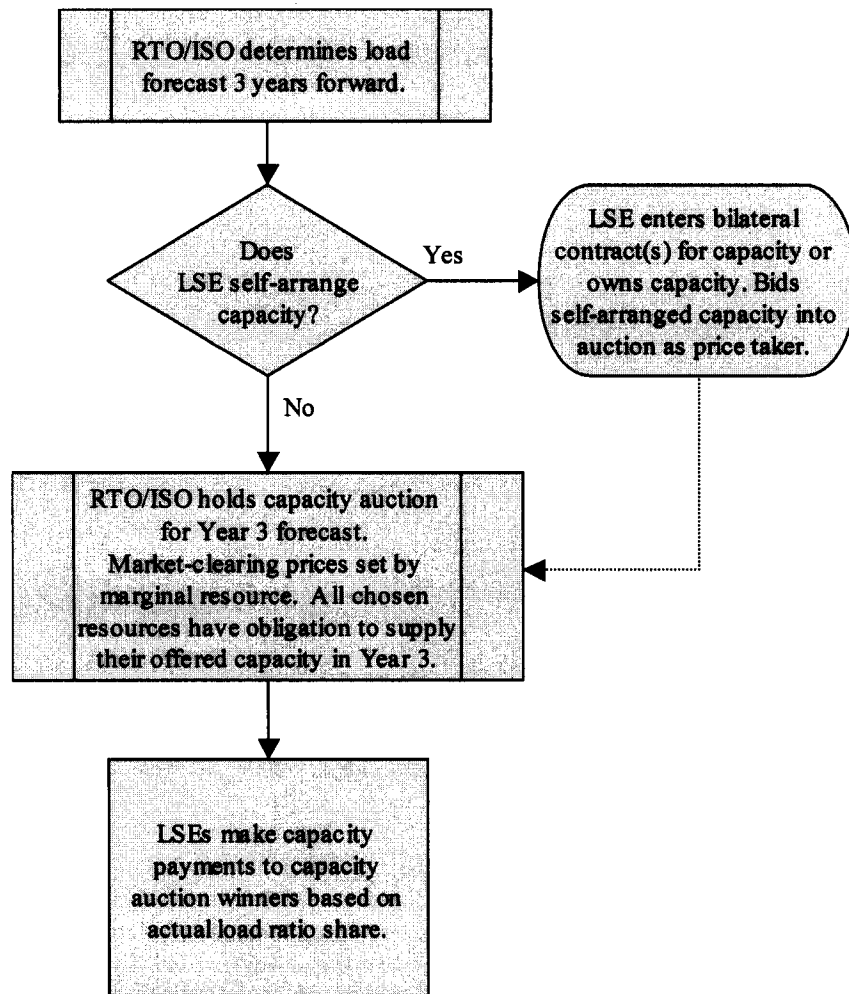 RTO/ISO determines load
forecast 3 years forward.
Does
LSE self-arrange
capacity?
Yes
LSE enters bilateral
contract(s) for capacity or
owns capacity. Bids
self-arranged capacity into
auction as price taker.
No
RTO/ISO holds capacity auction
for Year 3 forecast.
Market-clearing prices set by
marginal resource. All chosen
resources have obligation to supply
their offered capacity in Year 3.
LSEs make capacity
payments to capacity
auction winners based on
actual load ratio share.